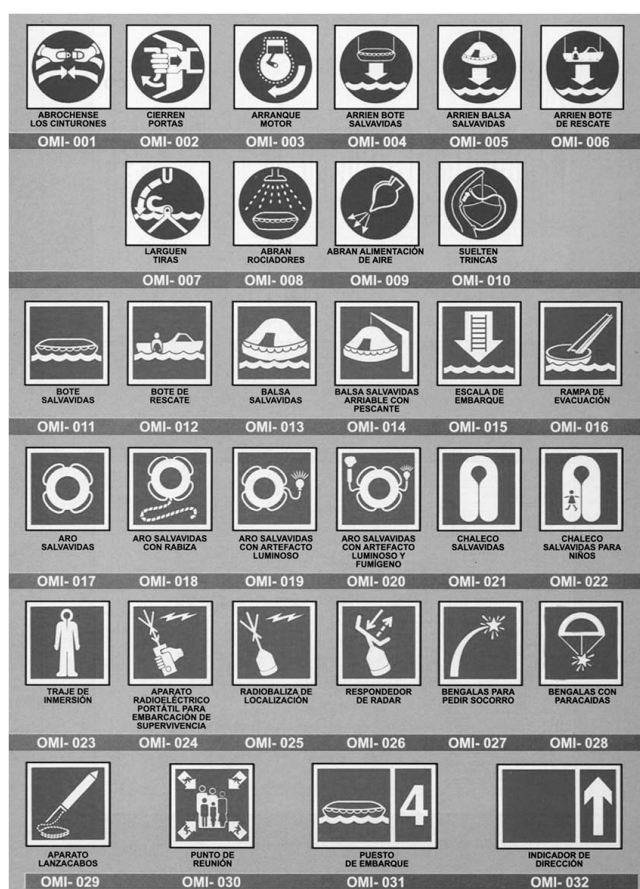 ABROCHENSE
LOS CINTURONES
CIERREN
PORTAS
ARRANQUE
MOTOR
ARRIEN BOTE
SALVAVIDAS
ARRIEN BALSA
SALVAVIDAS
ARRIEN BOTE
DE RESCATE
OMI- 001 OMI- 002 OMI- 003 OMI- 004 OMI- 005 OMI- 006
LARGUEN
TIRAS
ABRAN
ROCIADORES
ABRAN ALIMENTACIÓN
DE AIRE
SUELTEN
TRINCAS
OMI- 007 OMI- 008 OMI- 009 OMI- 010
BOTE
SALVAVIDAS
BOTE DE
RESCATE
BALSA
SALVAVIDAS
BALSA SALVAVIDAS
ARRIABLE CON
PESCANTE
ESCALA DE
EMBARQUE
RAMPA DE
EVACUACIÓN
OMI- 011 OMI- 012 OMI- 013 OMI- 014 OMI- 015 OMI- 016
ARO
SALVAVIDAS
ARO SALVAVIDAS
CON RABIZA
ARO SALVAVIDAS
CON ARTEFACTO
LUMINOSO
ARO SALVAVIDAS
CON ARTEFACTO
LUMINOSO Y
FUMÍGENO
CHALECO
SALVAVIDAS
CHALECO
SALVAVIDAS PARA
NIÑOS
OMI- 017 OMI- 018 OMI- 019 OMI- 020 OMI- 021 OMI- 022
TRAJE DE
INMERSIÓN
APARATO
RADIOELÉCTRICO
PORTÁTIL PARA
EMBARCACIÓN DE
SUPERVIVENCIA
RADIOBALIZA DE
LOCALIZACIÓN
RESPONDEDOR
DE RADAR
BENGALAS PARA
PEDIR SOCORRO
BENGALAS CON
PARACAIDAS
OMI- 023 OMI- 024 OMI- 025 OMI- 026 OMI- 027 OMI- 028
4
APARATO
LANZACABOS
PUNTO DE
REUNIÓN
PUESTO
DE EMBARQUE
INDICADOR DE
DIRECCIÓN
OMI- 029 OMI- 030 OMI- 031 OMI- 032